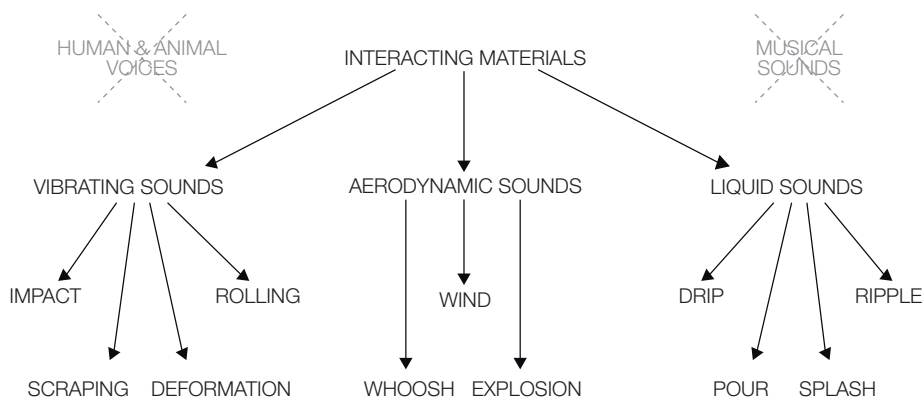 HUMAN & ANIMAL
VOICES
INTERACTING MATERIALS
MUSICAL
SOUNDS
VIBRATING SOUNDS
AERODYNAMIC SOUNDS
LIQUID SOUNDS
IMPACT
ROLLING
WIND
DRIP
RIPPLE
SCRAPING
DEFORMATION
WHOOSH
EXPLOSION
POUR
SPLASH